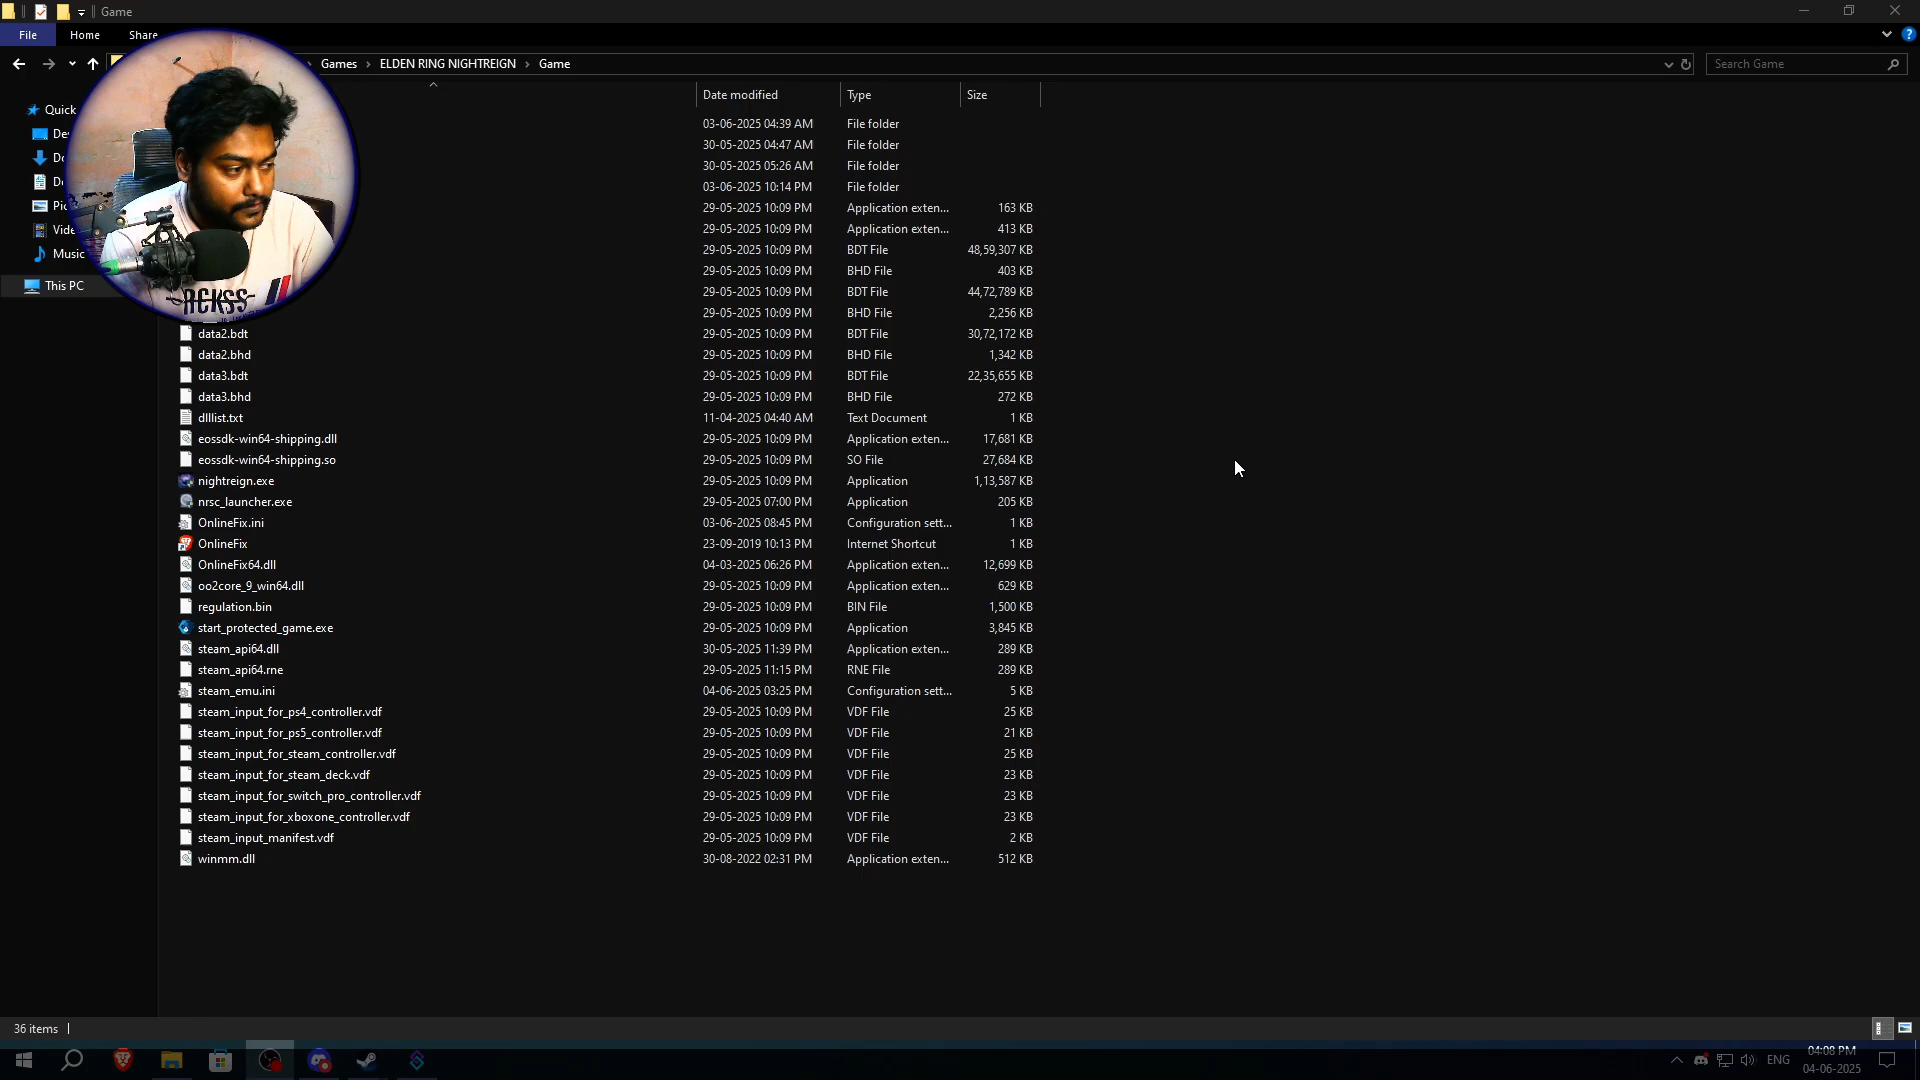 Game
File Home Share
Games > ELDEN RING NIGHTREIGN > Game
Search Game
Date modified Type Size
Quick
Music
This PC
RCKSS
03-06-2025 04:39 AM File folder
30-05-2025 04:47 AM File folder
30-05-2025 05:26 AM File folder
03-06-2025 10:14 PM File folder
29-05-2025 10:09 PM Application exten... 163 KB
29-05-2025 10:09 PM Application exten... 413 KB
29-05-2025 10:09 PM BDT File 48,59,307 KB
29-05-2025 10:09 PM BHD File 403 KB
29-05-2025 10:09 PM BDT File 44,72,789 KB
29-05-2025 10:09 PM BHD File 2,256 KB
data2.bdt 29-05-2025 10:09 PM BDT File 30,72,172 KB
data2.bhd 29-05-2025 10:09 PM BHD File 1,342 KB
data3.bdt 29-05-2025 10:09 PM BDT File 22,35,655 KB
data3.bhd 29-05-2025 10:09 PM BHD File 272 KB
dlllist.txt 11-04-2025 04:40 AM Text Document 1 KB
eossdk-win64-shipping.dll 29-05-2025 10:09 PM Application exten... 17,681 KB
eossdk-win64-shipping.so 29-05-2025 10:09 PM SO File 27,684 KB
nightreign.exe 29-05-2025 10:09 PM Application 1,13,587 KB
nrsc_launcher.exe 29-05-2025 07:00 PM Application 205 KB
OnlineFix.ini 03-06-2025 08:45 PM Configuration sett... 1 KB
OnlineFix 23-09-2019 10:13 PM Internet Shortcut 1 KB
OnlineFix64.dll 04-03-2025 06:26 PM Application exten... 12,699 KB
oo2core_9_win64.dll 29-05-2025 10:09 PM Application exten... 629 KB
regulation.bin 29-05-2025 10:09 PM BIN File 1,500 KB
start_protected_game.exe 29-05-2025 10:09 PM Application 3,845 KB
steam_api64.dll 30-05-2025 11:39 PM Application exten... 289 KB
steam_api64.rne 29-05-2025 11:15 PM RNE File 289 KB
steam_emu.ini 04-06-2025 03:25 PM Configuration sett... 5 KB
steam_input_for_ps4_controller.vdf 29-05-2025 10:09 PM VDF File 25 KB
steam_input_for_ps5_controller.vdf 29-05-2025 10:09 PM VDF File 21 KB
steam_input_for_steam_controller.vdf 29-05-2025 10:09 PM VDF File 25 KB
steam_input_for_steam_deck.vdf 29-05-2025 10:09 PM VDF File 23 KB
steam_input_for_switch_pro_controller.vdf 29-05-2025 10:09 PM VDF File 23 KB
steam_input_for_xboxone_controller.vdf 29-05-2025 10:09 PM VDF File 23 KB
steam_input_manifest.vdf 29-05-2025 10:09 PM VDF File 2 KB
winmm.dll 30-08-2022 02:31 PM Application exten... 512 KB
36 items
ENG 04:08 PM
04-06-2025